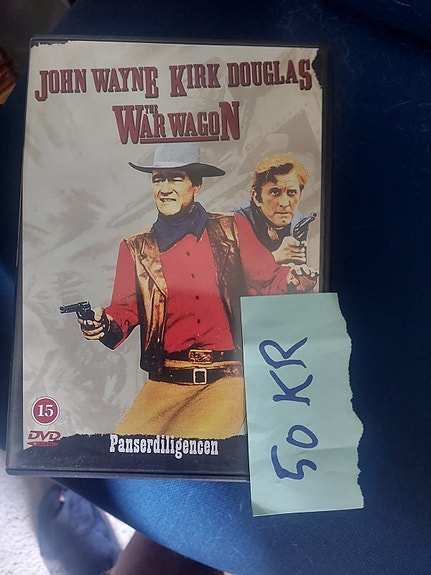 JOHN WAYNE KIRK DOUGLAS
THE
WAR WAGON
15
DVD
Panserdiligencen
50 KR